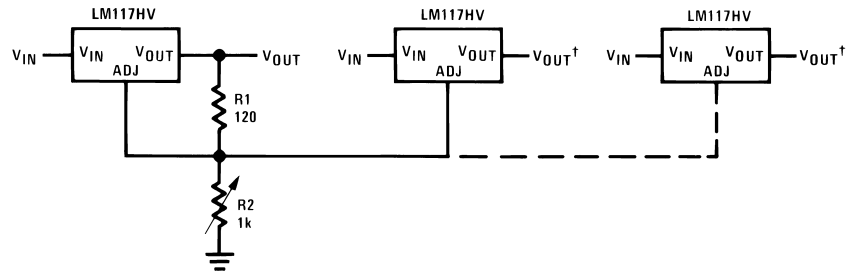 LM117HV
LM117HV
LM117HV
VIN
VIN VOUT
ADJ
VOUT
VIN
VIN VOUT
ADJ
VOUT†
VIN
VIN VOUT
ADJ
VOUT†
R1
120
R2
1k